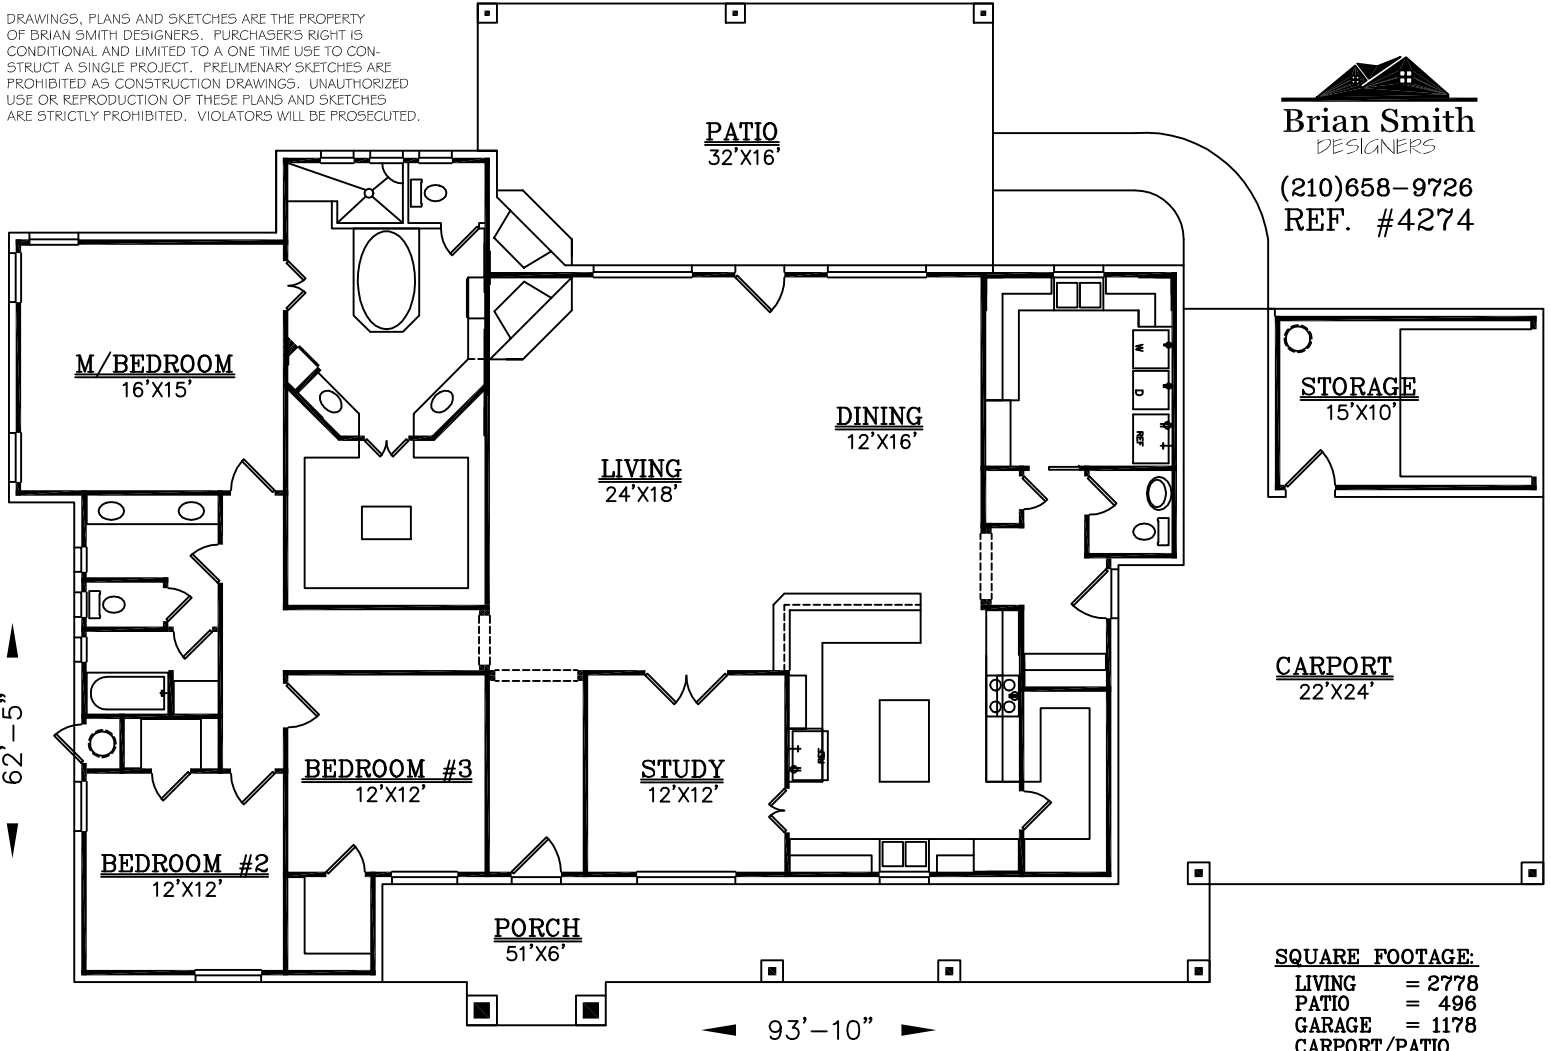 DRAWINGS, PLANS AND SKETCHES ARE THE PROPERTY
OF BRIAN SMITH DESIGNERS. PURCHASER'S RIGHT IS
CONDITIONAL AND LIMITED TO A ONE TIME USE TO CON-
STRUCT A SINGLE PROJECT. PRELIMENARY SKETCHES ARE
PROHIBITED AS CONSTRUCTION DRAWINGS. UNAUTHORIZED
USE OR REPRODUCTION OF THESE PLANS AND SKETCHES
ARE STRICTLY PROHIBITED. VIOLATORS WILL BE PROSECUTED.
Brian Smith
DESIGNERS
(210)658-9726
REF. #4274
PATIO
32'X16'
M/BEDROOM
16'X15'
DINING
12'X16'
LIVING
24'X18'
W
D
REF
STORAGE
15'X10'
CARPORT
22'X24'
62'-5"
BEDROOM #3
12'X12'
STUDY
12'X12'
REF
BEDROOM #2
12'X12'
PORCH
51'X6'
93'-10"
SQUARE FOOTAGE:
LIVING = 2778
PATIO = 496
GARAGE = 1178
CARPORT/PATIO